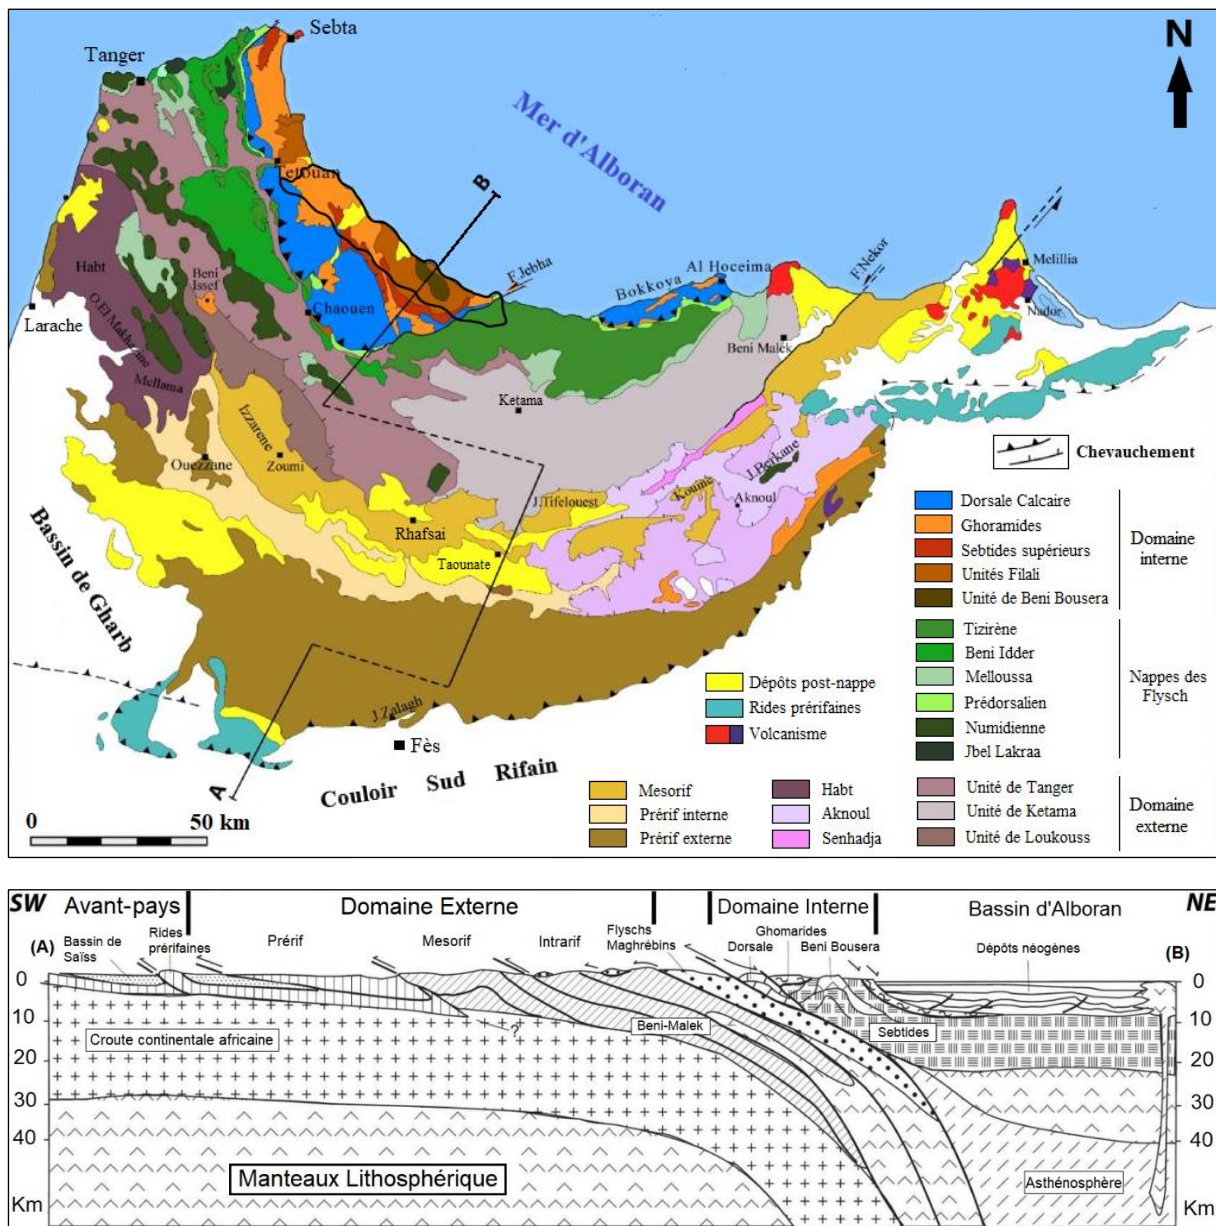 N
Sebta
Tanger
Mer d'Alboran
Tetouan
B
Habt
Beni
Issef
Chaouen
F.Jebha
Bokkoya
Al Hoceima
F.Nekor
Melillia
Nador
Larache
O El Makhazine
Mellama
Beni Malek
Ketama
Izzarene
Ouezzane
Zoumi
Chevauchement
J.Berkane
Koume
Aknoul
J.Tifelouest
Rhafsai
Taounate
Bassin de Gharb
J.Zalagh
Fès
A
Couloir Sud Rifain
0 50 km
Dorsale Calcaire
Ghoramides
Sebtides supérieurs
Unités Filali
Unité de Beni Bousera
Domaine
interne
Tizirène
Beni Idder
Melloussa
Prédorsalien
Numidienne
Jbel Lakraa
Nappes des
Flysch
Dépôts post-nappe
Rides prérifaines
Volcanisme
Mesorif
Prérif interne
Prérif externe
Habt
Aknoul
Senhadja
Unité de Tanger
Unité de Ketama
Unité de Loukouss
Domaine
externe
SW Avant-pays Domaine Externe Domaine Interne Bassin d'Alboran NE
(A) Bassin de
Saïss
Rides
prérifaines
Prérif
Mesorif
Intrarif
Flyschs
Maghrébins
Ghomarides
Dorsale Beni Bousera
Dépôts néogènes
(B)
0
10
20
30
40
Km
Croute continentale africaine
?
Beni-Malek
Sebtides
Manteaux Lithosphérique
Asthénosphère
0
10
20
30
40
Km